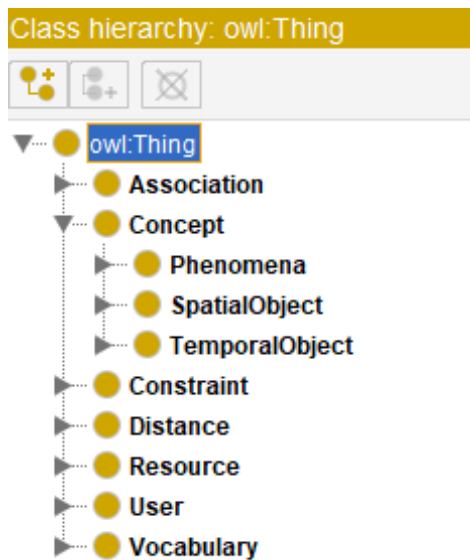 Class hierarchy: owl:Thing
owl:Thing
Association
Concept
Phenomena
SpatialObject
TemporalObject
Constraint
Distance
Resource
User
Vocabulary